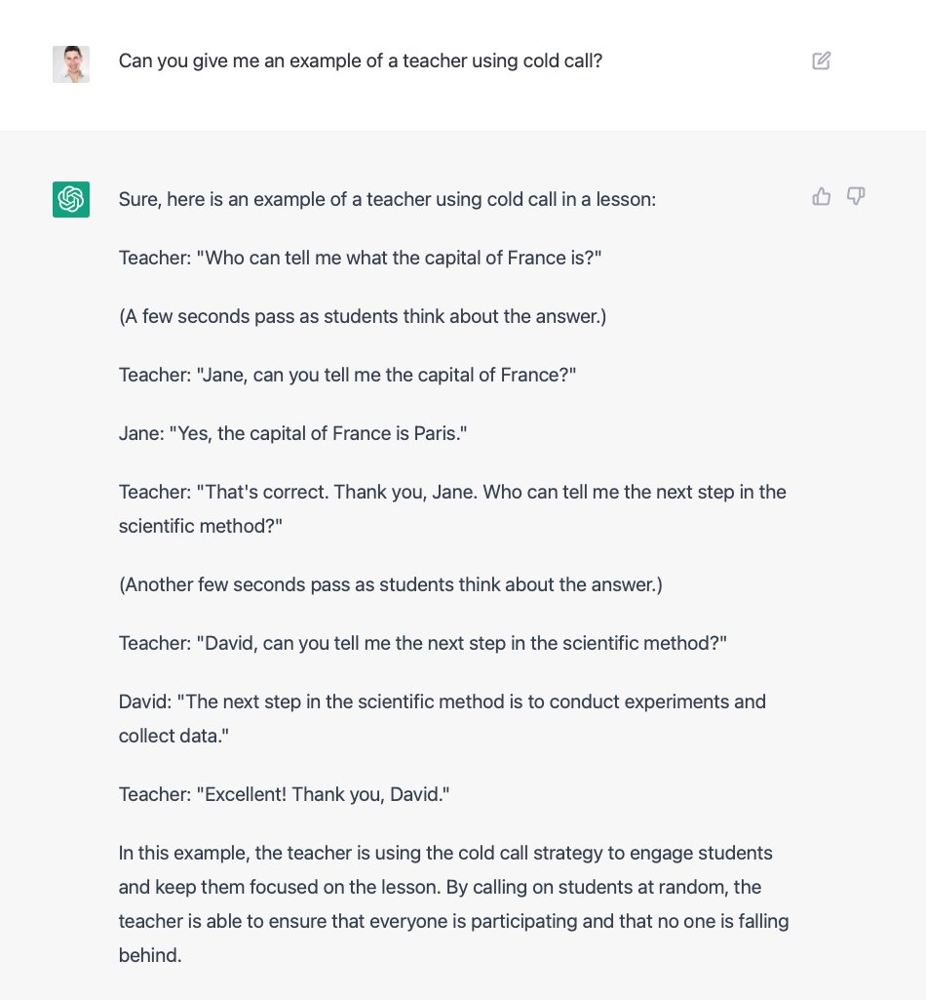 Can you give me an example of a teacher using cold call?
Sure, here is an example of a teacher using cold call in a lesson:
Teacher: "Who can tell me what the capital of France is?"
(A few seconds pass as students think about the answer.)
Teacher: "Jane, can you tell me the capital of France?"
Jane: "Yes, the capital of France is Paris."
Teacher: "That's correct. Thank you, Jane. Who can tell me the next step in the
scientific method?"
(Another few seconds pass as students think about the answer.)
Teacher: "David, can you tell me the next step in the scientific method?"
David: "The next step in the scientific method is to conduct experiments and
collect data."
Teacher: "Excellent! Thank you, David."
In this example, the teacher is using the cold call strategy to engage students
and keep them focused on the lesson. By calling on students at random, the
teacher is able to ensure that everyone is participating and that no one is falling
behind.